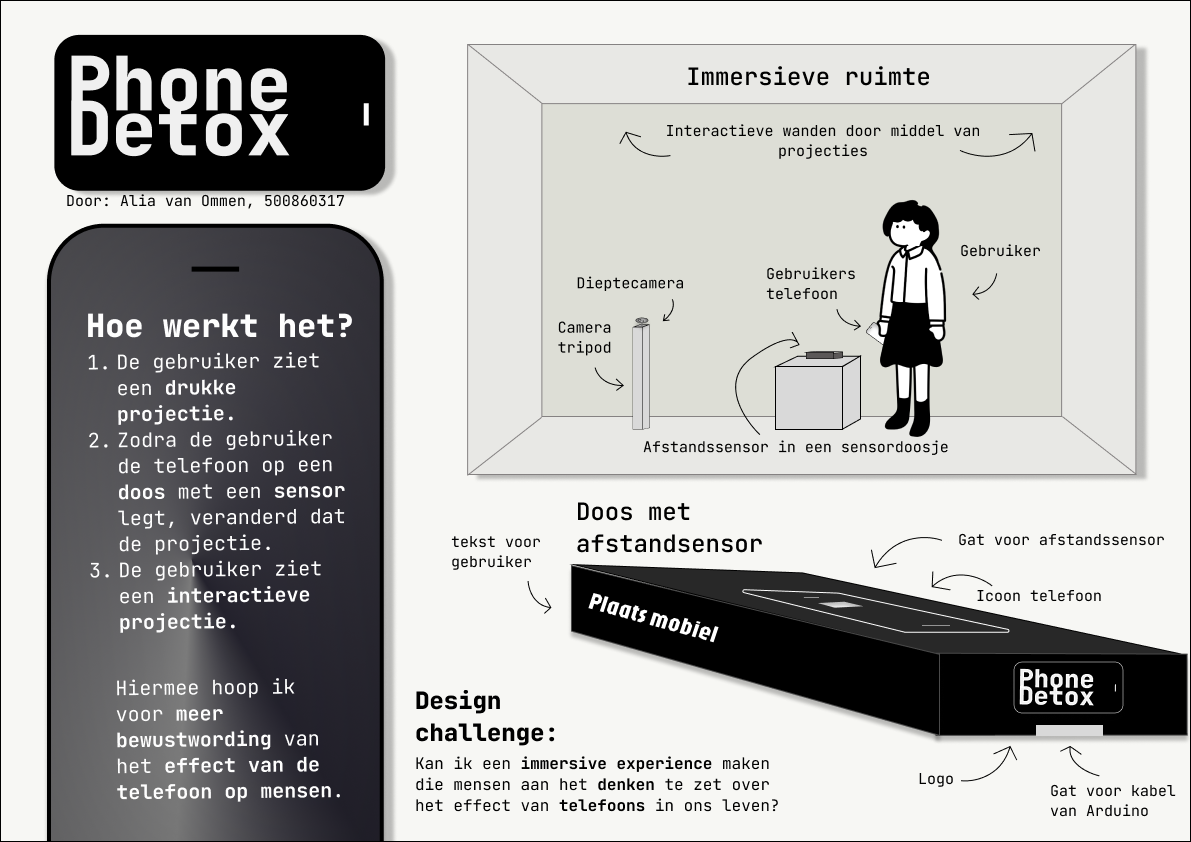 Phone
Detox
Door: Alia van Ommen, 500860317
Hoe werkt het?
1. De gebruiker ziet
een drukke
projectie.
2. Zodra de gebruiker
de telefoon op een
doos met een sensor
legt, veranderd dat
de projectie.
3. De gebruiker ziet
een interactieve
projectie.
Hiermee hoop ik
voor meer
bewustwording van
het effect van de
telefoon op mensen.
Immersieve ruimte
Interactieve wanden door middel van
projecties
Gebruiker
Gebruikers
telefoon
Dieptecamera
Camera
tripod
Afstandssensor in een sensordoosje
Doos met
afstandsensor
tekst voor
gebruiker
Gat voor afstandssensor
Icoon telefoon
Plaats mobiel
Phone
Detox
Logo
Gat voor kabel
van Arduino
Design
challenge:
Kan ik een immersive experience maken
die mensen aan het denken te zet over
het effect van telefoons in ons leven?